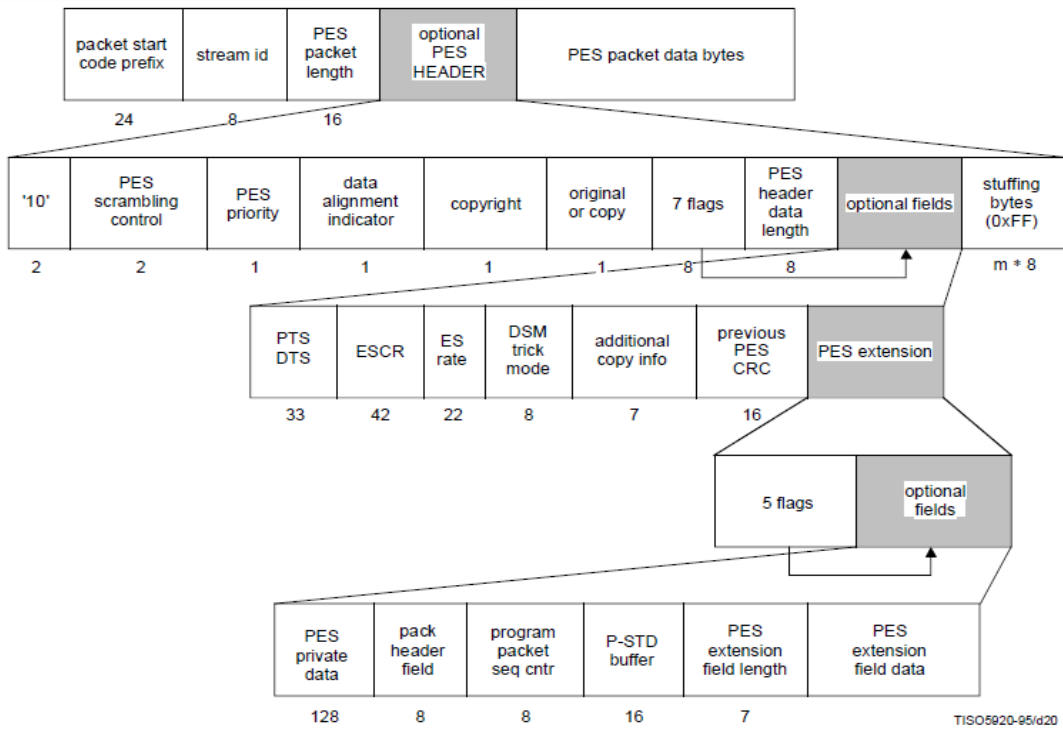 packet start
code prefix
stream id
PES
packet
length
optional
PES
HEADER
PES packet data bytes
24
8
16
'10'
PES
scrambling
control
PES
priority
data
alignment
indicator
copyright
original
or copy
7 flags
PES
header
data
length
optional fields
stuffing
bytes
(0xFF)
2
2
1
1
1
1
8
8
m * 8
PTS
DTS
ESCR
ES
rate
DSM
trick
mode
additional
copy info
previous
PES
CRC
PES extension
33
42
22
8
7
16
5 flags
optional
fields
PES
private
data
pack
header
field
program
packet
seq cntr
P-STD
buffer
PES
extension
field length
PES
extension
field data
128
8
8
16
7
TISO5920-95/d20